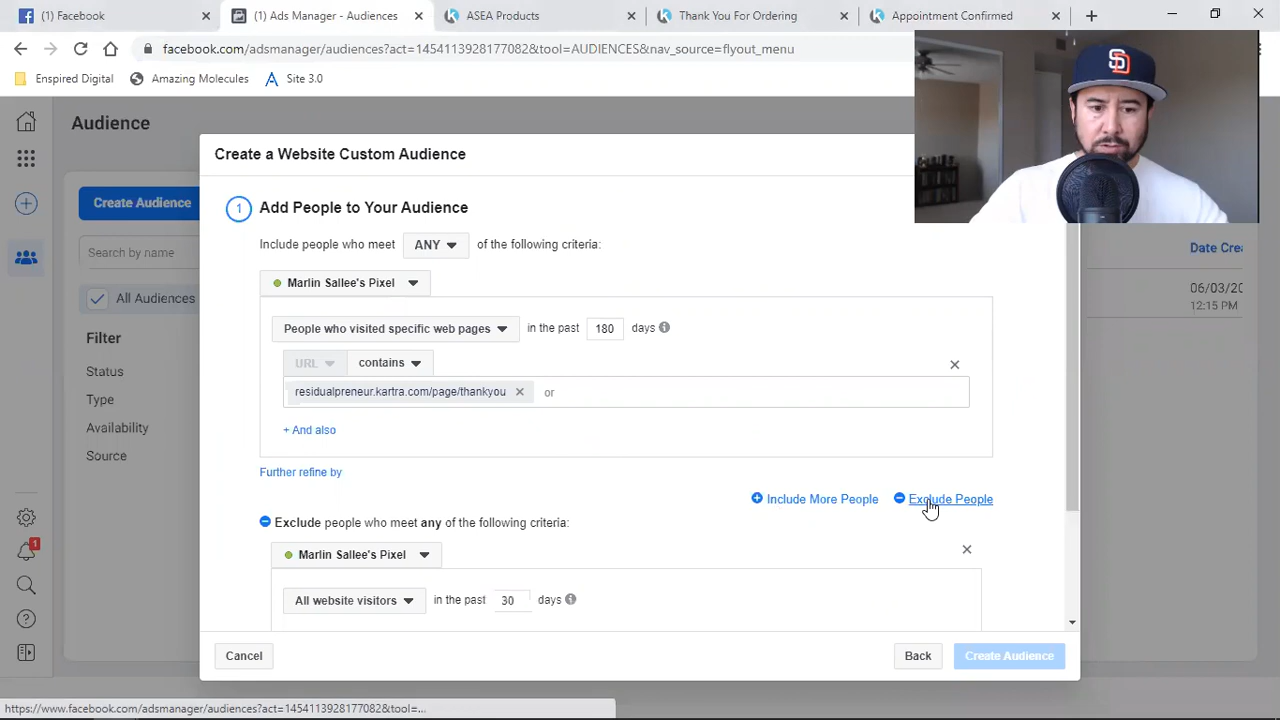 (1) Facebook
(1) Ads Manager - Audiences
ASEA Products
Thank You For Ordering
Appointment Confirmed
facebook.com/adsmanager/audiences?act=1454113928177082&tool=AUDIENCES&nav_source=flyout_menu
Enspired Digital
Amazing Molecules
Site 3.0
SD
Audience
Create a Website Custom Audience
Create Audience
Search by name
All Audiences
Filter
Status
Type
Availability
Source
1
1 Add People to Your Audience
Include people who meet ANY of the following criteria:
Marlin Sallee's Pixel
People who visited specific web pages in the past 180 days
URL contains
residualpreneur.kartra.com/page/thankyou or
+ And also
Further refine by
Include More People Exclude People
Exclude people who meet any of the following criteria:
Marlin Sallee's Pixel
All website visitors in the past 30 days
Cancel
Back
Create Audience
Date Cre
06/03/20
12:15 PM
https://www.facebook.com/adsmanager/audiences?act=1454113928177082&tool=...